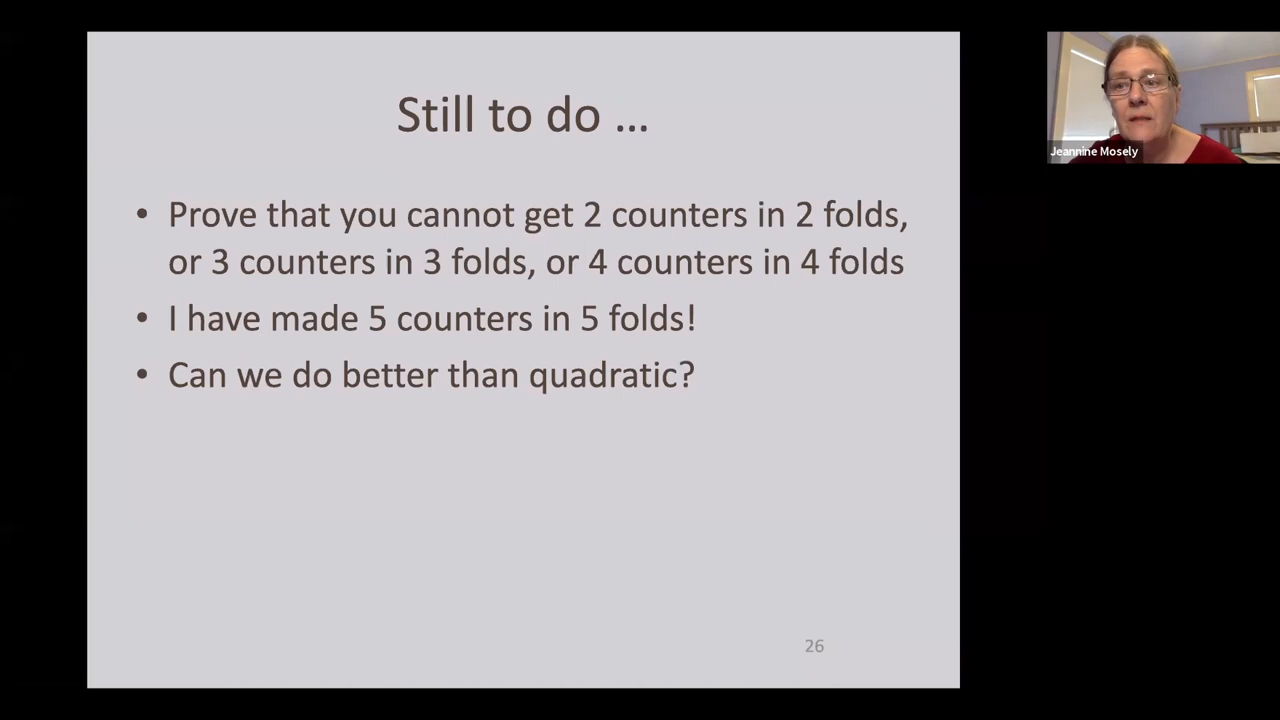 Still to do …
• Prove that you cannot get 2 counters in 2 folds,
or 3 counters in 3 folds, or 4 counters in 4 folds
• I have made 5 counters in 5 folds!
• Can we do better than quadratic?
26
Jeannine Mosely